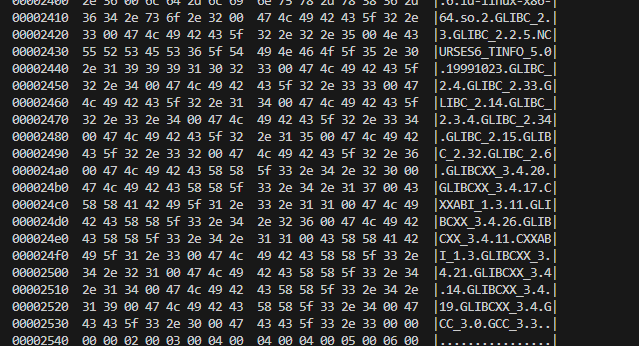 00002400  2e 36 00 6c 64 2d 6c 69  6e 75 78 2d 78 38 36 2d  |.6.ld-linux-x86-|
00002410  36 34 2e 73 6f 2e 32 00  47 4c 49 42 43 5f 32 2e  |64.so.2.GLIBC_2.|
00002420  33 00 47 4c 49 42 43 5f  32 2e 32 2e 35 00 4e 43  |3.GLIBC_2.2.5.NC|
00002430  55 52 53 45 53 36 5f 54  49 4e 46 4f 5f 35 2e 30  |URSES6_TINFO_5.0|
00002440  2e 31 39 39 39 31 30 32  33 00 47 4c 49 42 43 5f  |.19991023.GLIBC_|
00002450  32 2e 34 00 47 4c 49 42  43 5f 32 2e 33 33 00 47  |2.4.GLIBC_2.33.G|
00002460  4c 49 42 43 5f 32 2e 31  34 00 47 4c 49 42 43 5f  |LIBC_2.14.GLIBC_|
00002470  32 2e 33 2e 34 00 47 4c  49 42 43 5f 32 2e 33 34  |2.3.4.GLIBC_2.34|
00002480  00 47 4c 49 42 43 5f 32  2e 31 35 00 47 4c 49 42  |.GLIBC_2.15.GLIB|
00002490  43 5f 32 2e 33 32 00 47  4c 49 42 43 5f 32 2e 36  |C_2.32.GLIBC_2.6|
000024a0  00 47 4c 49 42 43 58 58  5f 33 2e 34 2e 32 30 00  |.GLIBCXX_3.4.20.|
000024b0  47 4c 49 42 43 58 58 5f  33 2e 34 2e 31 37 00 43  |GLIBCXX_3.4.17.C|
000024c0  58 58 41 42 49 5f 31 2e  33 2e 31 31 00 47 4c 49  |XXABI_1.3.11.GLI|
000024d0  42 43 58 58 5f 33 2e 34  2e 32 36 00 47 4c 49 42  |BCXX_3.4.26.GLIB|
000024e0  43 58 58 5f 33 2e 34 2e  31 31 00 43 58 58 41 42  |CXX_3.4.11.CXXAB|
000024f0  49 5f 31 2e 33 00 47 4c  49 42 43 58 58 5f 33 2e  |I_1.3.GLIBCXX_3.|
00002500  34 2e 32 31 00 47 4c 49  42 43 58 58 5f 33 2e 34  |4.21.GLIBCXX_3.4|
00002510  2e 31 34 00 47 4c 49 42  43 58 58 5f 33 2e 34 2e  |.14.GLIBCXX_3.4.|
00002520  31 39 00 47 4c 49 42 43  58 58 5f 33 2e 34 00 47  |19.GLIBCXX_3.4.G|
00002530  43 43 5f 33 2e 30 00 47  43 43 5f 33 2e 33 00 00  |CC_3.0.GCC_3.3..|
00002540  00 00 02 00 03 00 04 00  04 00 04 00 05 00 06 00  |................|